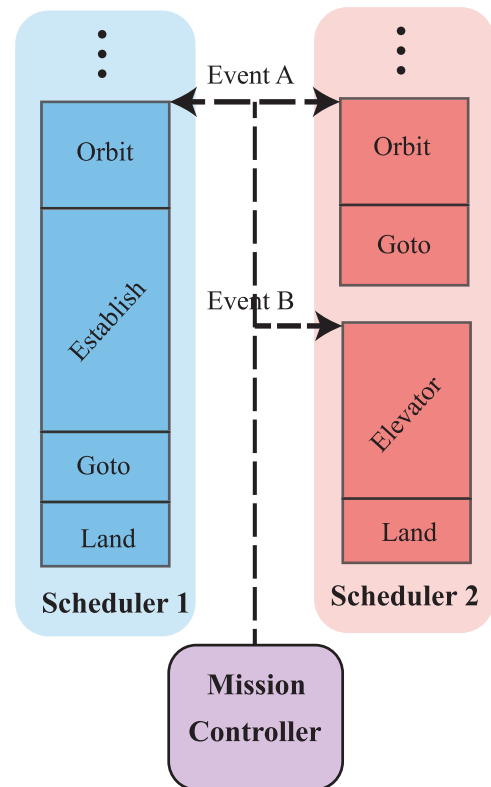 Event A
Orbit
Establish
Goto
Land
Scheduler 1
Orbit
Goto
Event B
Elevator
Land
Scheduler 2
Mission
Controller